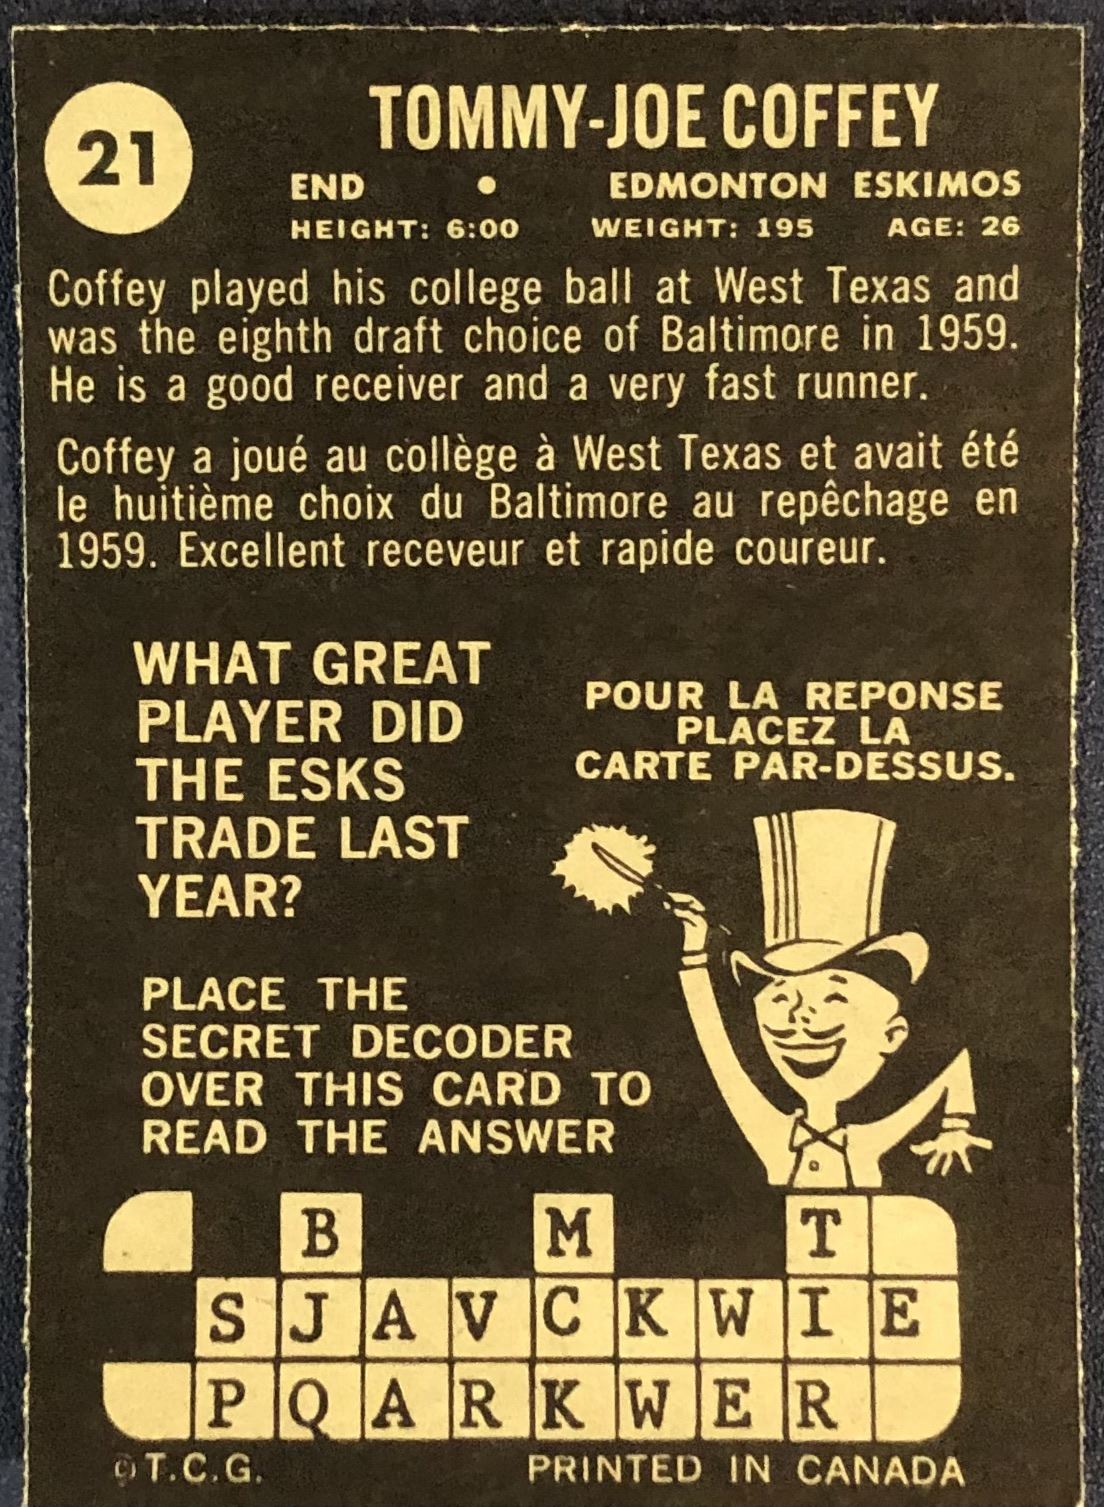 21
TOMMY-JOE COFFEY
END • EDMONTON ESKIMOS
HEIGHT: 6:00 WEIGHT: 195 AGE: 26
Coffey played his college ball at West Texas and
was the eighth draft choice of Baltimore in 1959.
He is a good receiver and a very fast runner.
Coffey a joué au collège à West Texas et avait été
le huitième choix du Baltimore au repêchage en
1959. Excellent receveur et rapide coureur.
WHAT GREAT
PLAYER DID
THE ESKS
TRADE LAST
YEAR?
POUR LA REPONSE
PLACEZ LA
CARTE PAR-DESSUS.
PLACE THE
SECRET DECODER
OVER THIS CARD TO
READ THE ANSWER
B M T
S J A V C K W I E
P Q A R K W E R
©T.C.G. PRINTED IN CANADA